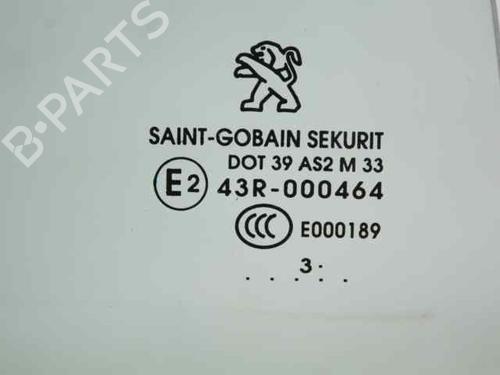 B-PARTS
SAINT-GOBAIN SEKURIT
DOT 39 AS2 M 33
E2 43R-000464
CCC E000189
. . 3 . . .